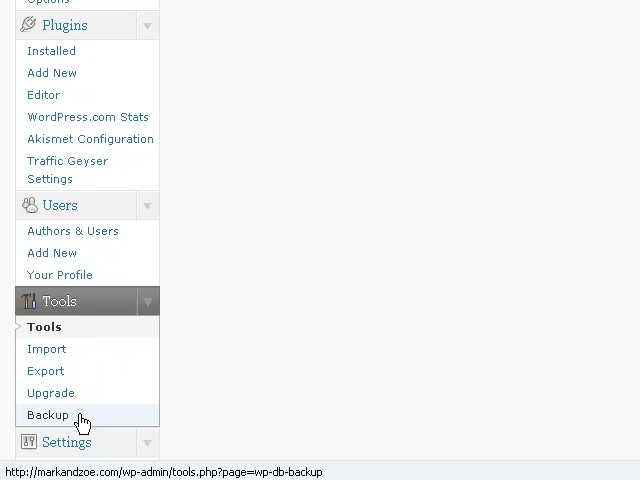 Options
Plugins
Installed
Add New
Editor
WordPress.com Stats
Akismet Configuration
Traffic Geyser
Settings
Users
Authors & Users
Add New
Your Profile
Tools
Tools
Import
Export
Upgrade
Backup
Settings
http://markandzoe.com/wp-admin/tools.php?page=wp-db-backup